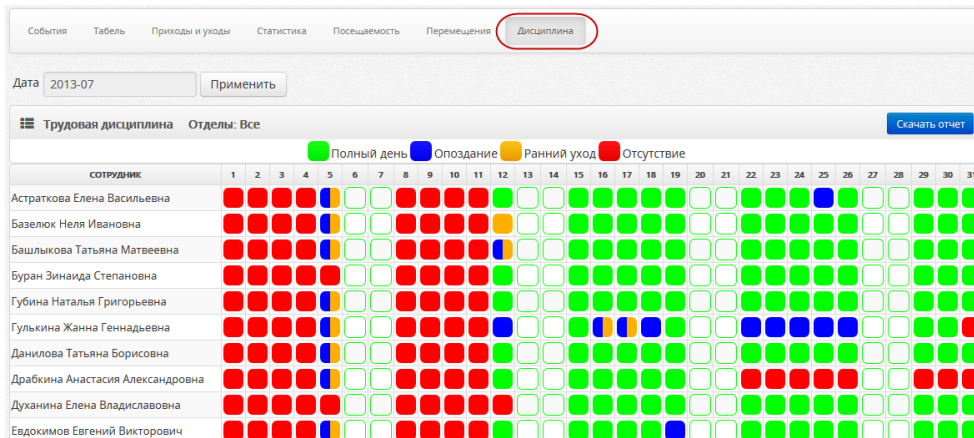 События Табель Приходы и уходы Статистика Посещаемость Перемещения Дисциплина
Дата 2013-07 Применить
Трудовая дисциплина Отделы: Все Скачать отчет
Полный день Опоздание Ранний уход Отсутствие
СОТРУДНИК 1 2 3 4 5 6 7 8 9 10 11 12 13 14 15 16 17 18 19 20 21 22 23 24 25 26 27 28 29 30 31
Астраткова Елена Васильевна
Базелюк Неля Ивановна
Башлыкова Татьяна Матвеевна
Буран Зинаида Степановна
Губина Наталья Григорьевна
Гулькина Жанна Геннадьевна
Данилова Татьяна Борисовна
Драбкина Анастасия Александровна
Духанина Елена Владиславовна
Евдокимов Евгений Викторович